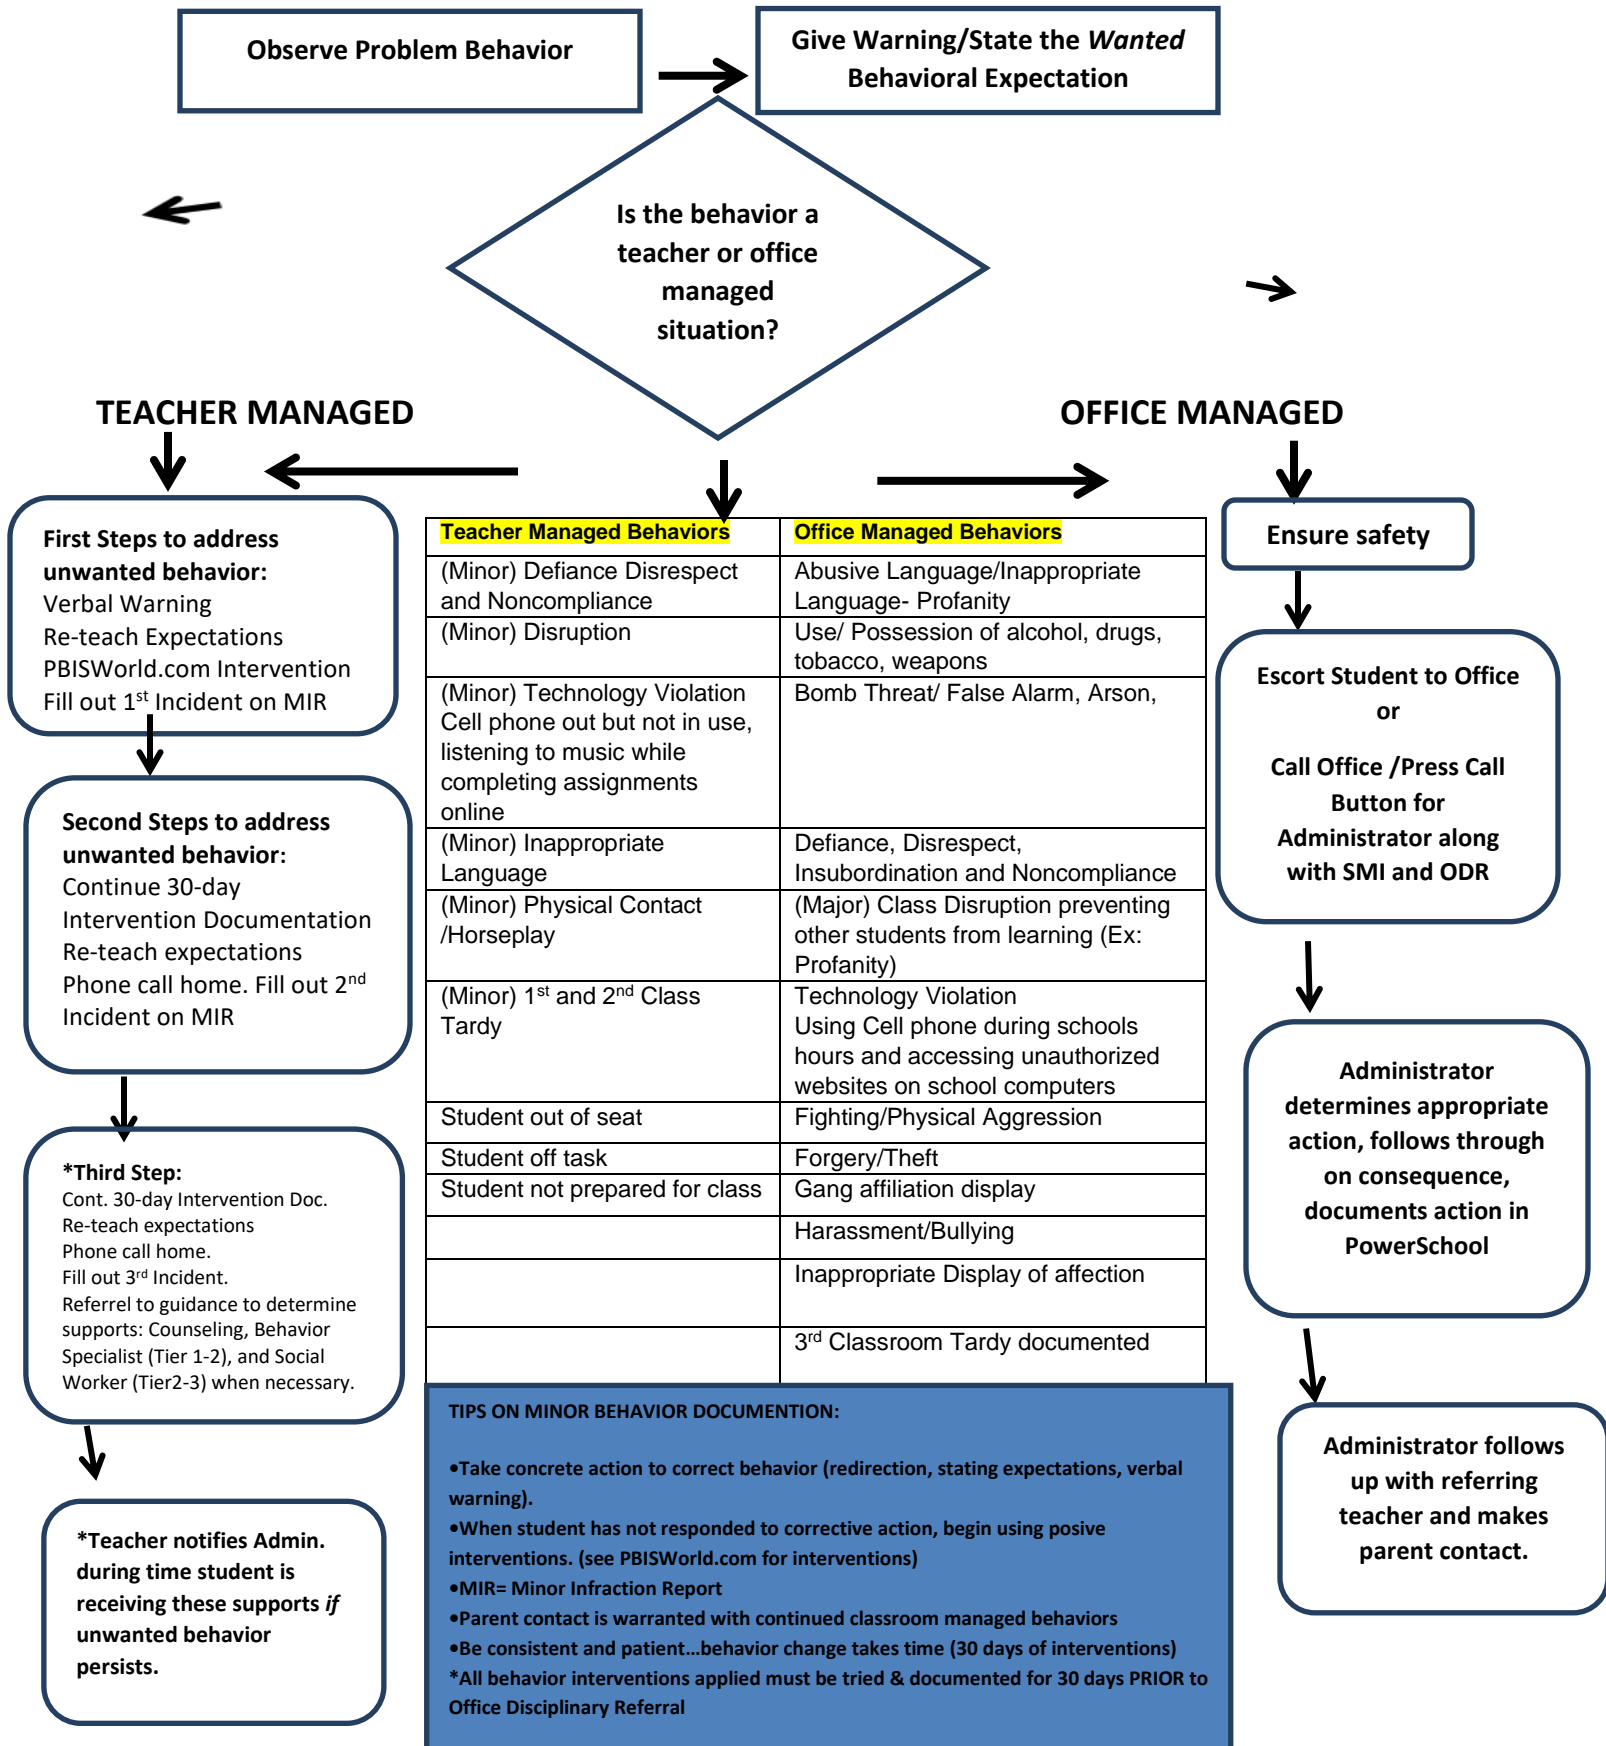 Observe Problem Behavior
Give Warning/State the Wanted
Behavioral Expectation
Is the behavior a
teacher or office
managed
situation?
TEACHER MANAGED
OFFICE MANAGED
First Steps to address
unwanted behavior:
Verbal Warning
Re-teach Expectations
PBISWorld.com Intervention
Fill out 1st Incident on MIR
Second Steps to address
unwanted behavior:
Continue 30-day
Intervention Documentation
Re-teach expectations
Phone call home. Fill out 2nd
Incident on MIR
*Third Step:
Cont. 30-day Intervention Doc.
Re-teach expectations
Phone call home.
Fill out 3rd Incident.
Referrel to guidance to determine
supports: Counseling, Behavior
Specialist (Tier 1-2), and Social
Worker (Tier2-3) when necessary.
*Teacher notifies Admin.
during time student is
receiving these supports if
unwanted behavior
persists.
Teacher Managed Behaviors
Office Managed Behaviors
(Minor) Defiance Disrespect
and Noncompliance
Abusive Language/Inappropriate
Language- Profanity
(Minor) Disruption
Use/ Possession of alcohol, drugs,
tobacco, weapons
(Minor) Technology Violation
Cell phone out but not in use,
listening to music while
completing assignments
online
Bomb Threat/ False Alarm, Arson,
(Minor) Inappropriate
Language
Defiance, Disrespect,
Insubordination and Noncompliance
(Minor) Physical Contact
/Horseplay
(Major) Class Disruption preventing
other students from learning (Ex:
Profanity)
(Minor) 1st and 2nd Class
Tardy
Technology Violation
Using Cell phone during schools
hours and accessing unauthorized
websites on school computers
Student out of seat
Fighting/Physical Aggression
Student off task
Forgery/Theft
Student not prepared for class
Gang affiliation display
Harassment/Bullying
Inappropriate Display of affection
3rd Classroom Tardy documented
TIPS ON MINOR BEHAVIOR DOCUMENTION:
•Take concrete action to correct behavior (redirection, stating expectations, verbal
warning).
•When student has not responded to corrective action, begin using posive
interventions. (see PBISWorld.com for interventions)
•MIR= Minor Infraction Report
•Parent contact is warranted with continued classroom managed behaviors
•Be consistent and patient…behavior change takes time (30 days of interventions)
*All behavior interventions applied must be tried & documented for 30 days PRIOR to
Office Disciplinary Referral
Ensure safety
Escort Student to Office
or
Call Office /Press Call
Button for
Administrator along
with SMI and ODR
Administrator
determines appropriate
action, follows through
on consequence,
documents action in
PowerSchool
Administrator follows
up with referring
teacher and makes
parent contact.